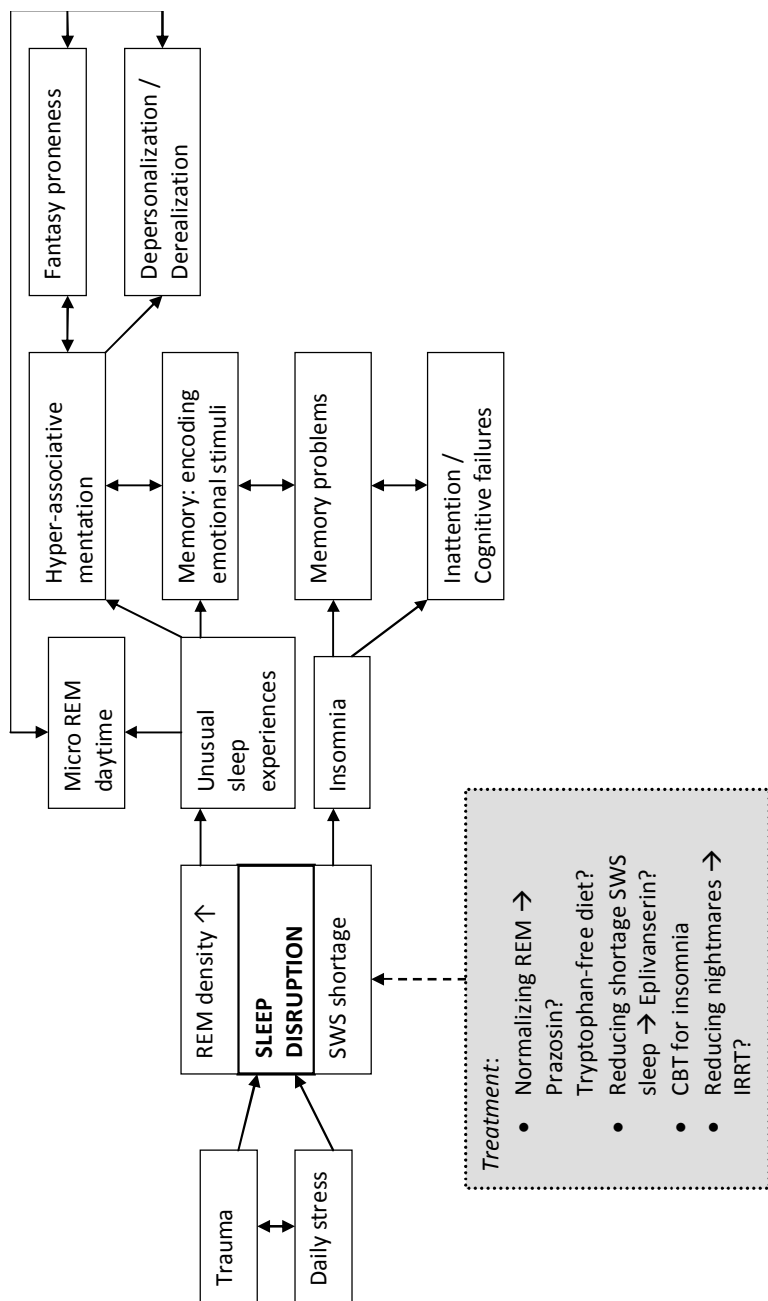 Trauma
Daily stress
REM density ↑
SLEEP
DISRUPTION
SWS shortage
Treatment:
• Normalizing REM →
Prazosin?
Tryptophan-free diet?
• Reducing shortage SWS
sleep → Eplivanserin?
• CBT for insomnia
• Reducing nightmares →
IRRT?
Micro REM
daytime
Unusual
sleep
experiences
Insomnia
Hyper-associative
mentation
Memory: encoding
emotional stimuli
Memory problems
Inattention /
Cognitive failures
Fantasy proneness
Depersonalization /
Derealization